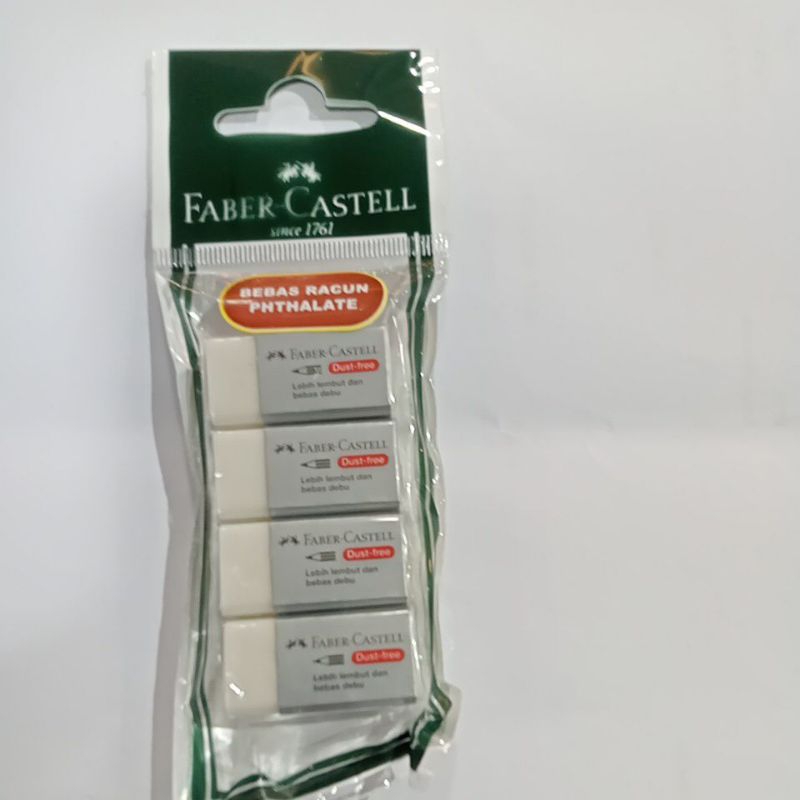 FABER-CASTELL
since 1761
BEBAS RACUN
PHTHALATE
FABER-CASTELL
Dust-free
Lebih lembut dan
bebas debu
FABER-CASTELL
Dust-free
Lebih lembut dan
bebas debu
FABER-CASTELL
Dust-free
Lebih lembut dan
bebas debu
FABER-CASTELL
Dust-free
Lebih lembut dan
bebas debu